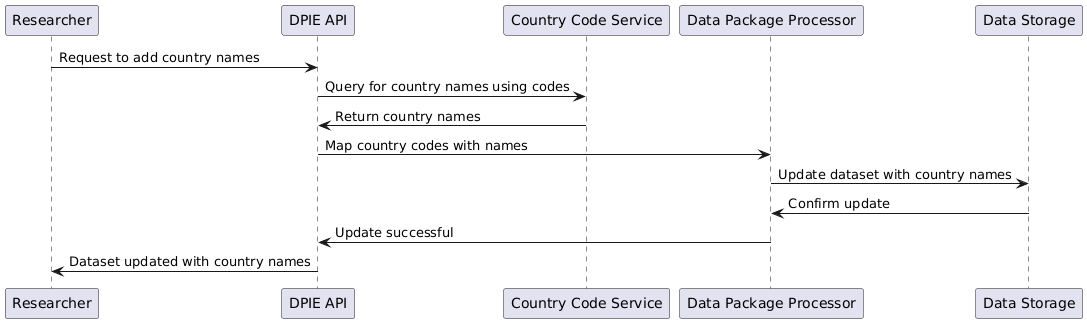 Researcher
DPIE API
Country Code Service
Data Package Processor
Data Storage
Request to add country names
Query for country names using codes
Return country names
Map country codes with names
Update dataset with country names
Confirm update
Update successful
Dataset updated with country names
Researcher
DPIE API
Country Code Service
Data Package Processor
Data Storage